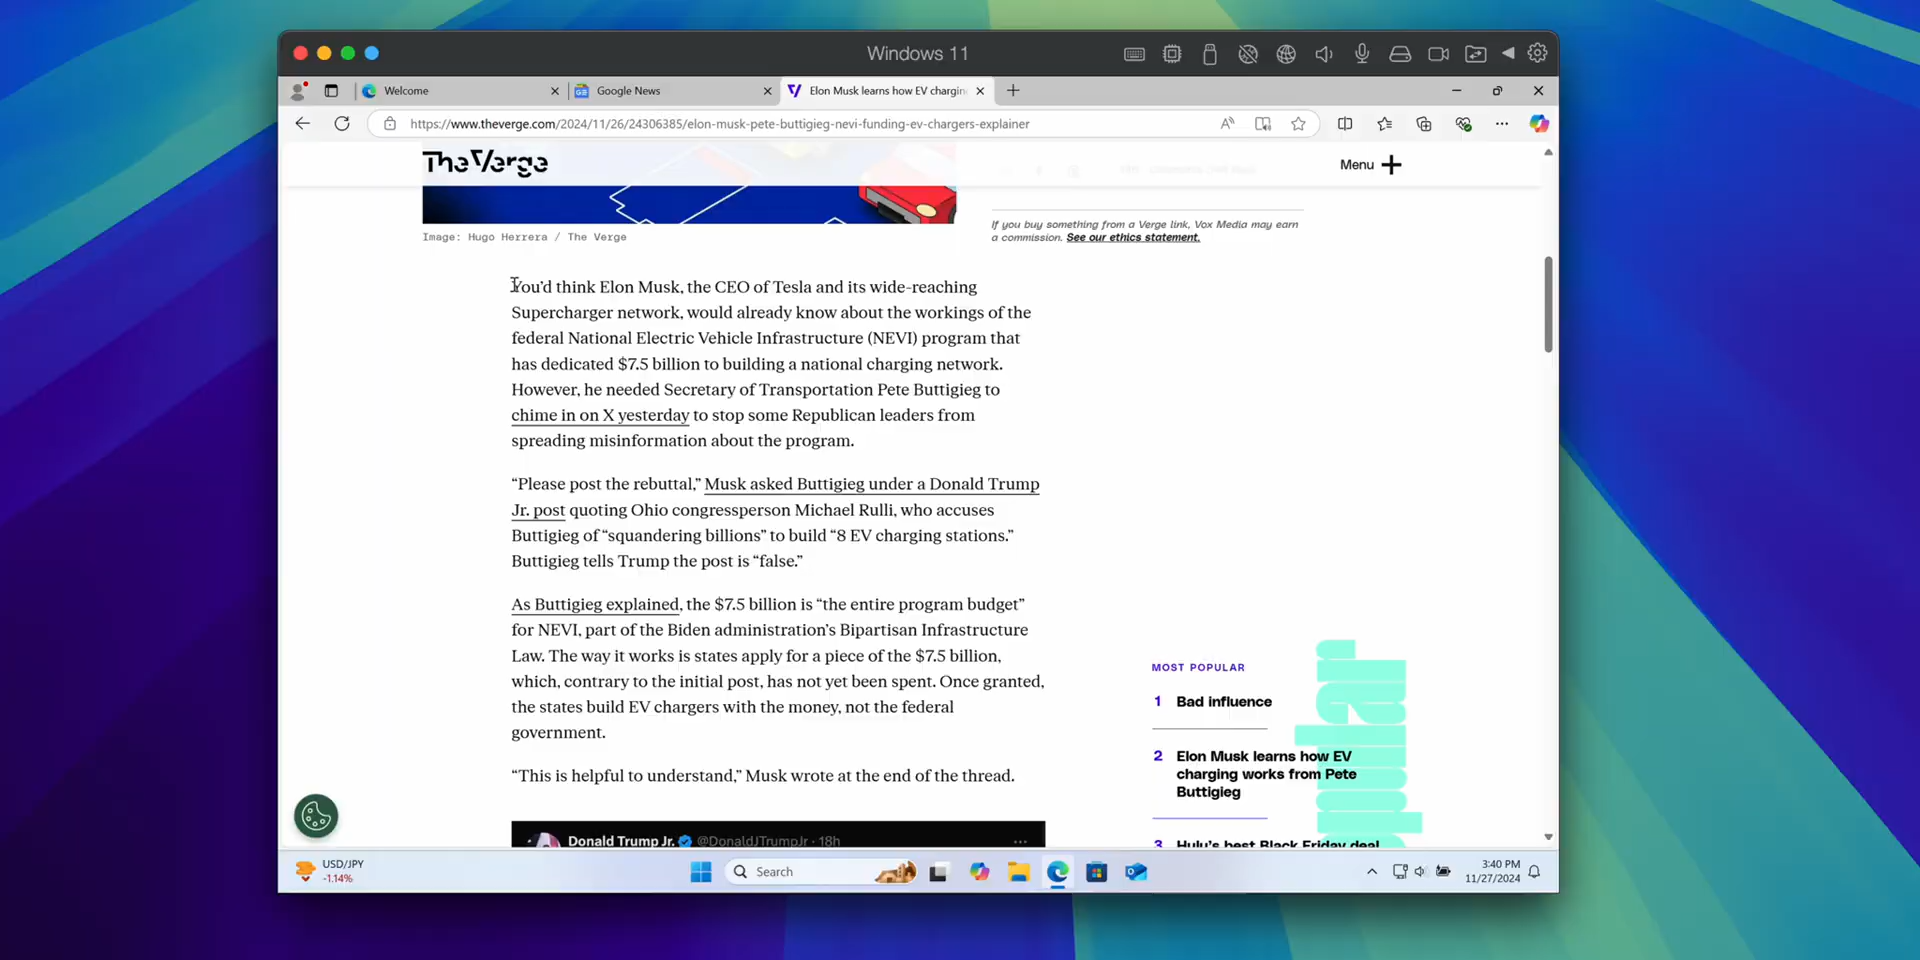 Windows 11
Welcome
Google News
Elon Musk learns how EV chargin
https://www.theverge.com/2024/11/26/24306385/elon-musk-pete-buttigieg-nevi-funding-ev-chargers-explainer
The Verge
Menu
Image: Hugo Herrera / The Verge
If you buy something from a Verge link, Vox Media may earn
a commission. See our ethics statement.
You’d think Elon Musk, the CEO of Tesla and its wide-reaching
Supercharger network, would already know about the workings of the
federal National Electric Vehicle Infrastructure (NEVI) program that
has dedicated $7.5 billion to building a national charging network.
However, he needed Secretary of Transportation Pete Buttigieg to
chime in on X yesterday to stop some Republican leaders from
spreading misinformation about the program.
“Please post the rebuttal,” Musk asked Buttigieg under a Donald Trump
Jr. post quoting Ohio congressperson Michael Rulli, who accuses
Buttigieg of “squandering billions” to build “8 EV charging stations.”
Buttigieg tells Trump the post is “false.”
As Buttigieg explained, the $7.5 billion is “the entire program budget”
for NEVI, part of the Biden administration’s Bipartisan Infrastructure
Law. The way it works is states apply for a piece of the $7.5 billion,
which, contrary to the initial post, has not yet been spent. Once granted,
the states build EV chargers with the money, not the federal
government.
“This is helpful to understand,” Musk wrote at the end of the thread.
Donald Trump Jr. @DonaldJTrumpJr · 18h
MOST POPULAR
1 Bad influence
2 Elon Musk learns how EV
charging works from Pete
Buttigieg
3 Hulu’s best Black Friday deal
USD/JPY
-1.14%
Search
3:40 PM
11/27/2024